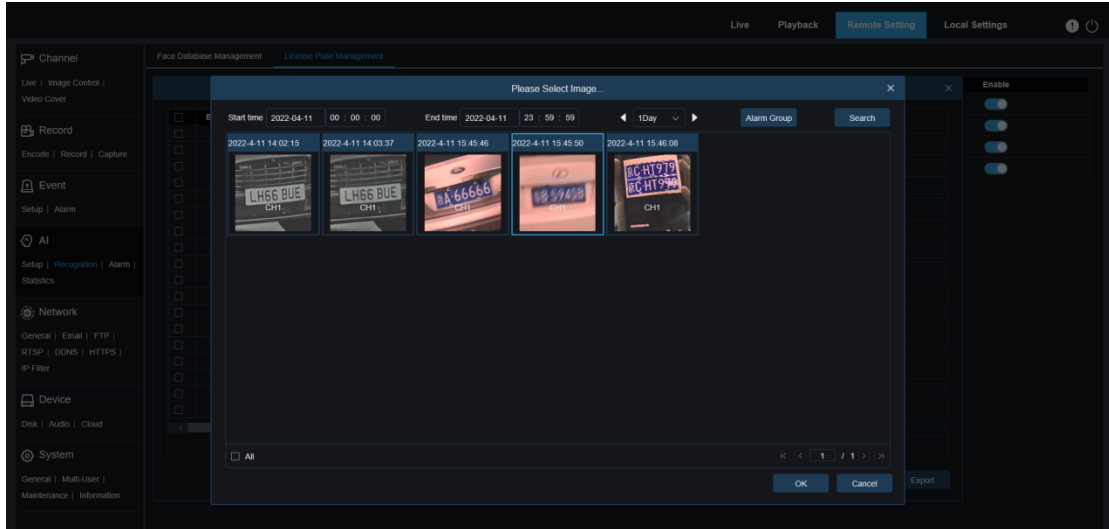 Live Playback Remote Setting Local Settings
Channel
Live | Image Control |
Video Cover
Record
Encode | Record | Capture
Event
Setup | Alarm
AI
Setup | Recognition | Alarm |
Statistics
Network
General | Email | FTP |
RTSP | DDNS | HTTPS |
IP Filter
Device
Disk | Audio | Cloud
System
General | Multi-User |
Maintenance | Information
Face Database Management License Plate Management
Enable
Please Select Image...
Start time 2022-04-11 00 : 00 : 00 End time 2022-04-11 23 : 59 : 59 1Day Alarm Group Search
2022-4-11 14:02:15 2022-4-11 14:03:37 2022-4-11 15:45:46 2022-4-11 15:45:50 2022-4-11 15:46:08
LH66 BUE LH66 BUE A·66666 C·HT979
C HT979
CH1 CH1 CH1 CH1 CH1
All 1 / 1
OK Cancel Export